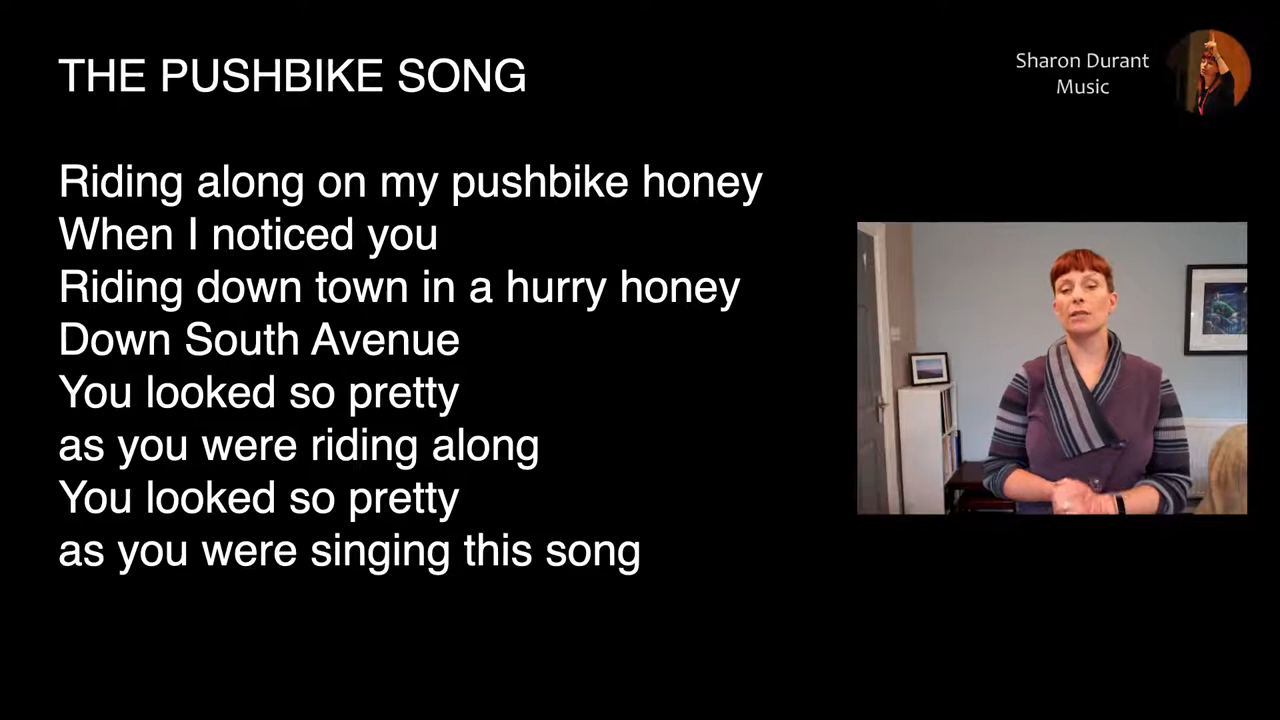 THE PUSHBIKE SONG
Sharon Durant
Music
Riding along on my pushbike honey
When I noticed you
Riding down town in a hurry honey
Down South Avenue
You looked so pretty
as you were riding along
You looked so pretty
as you were singing this song